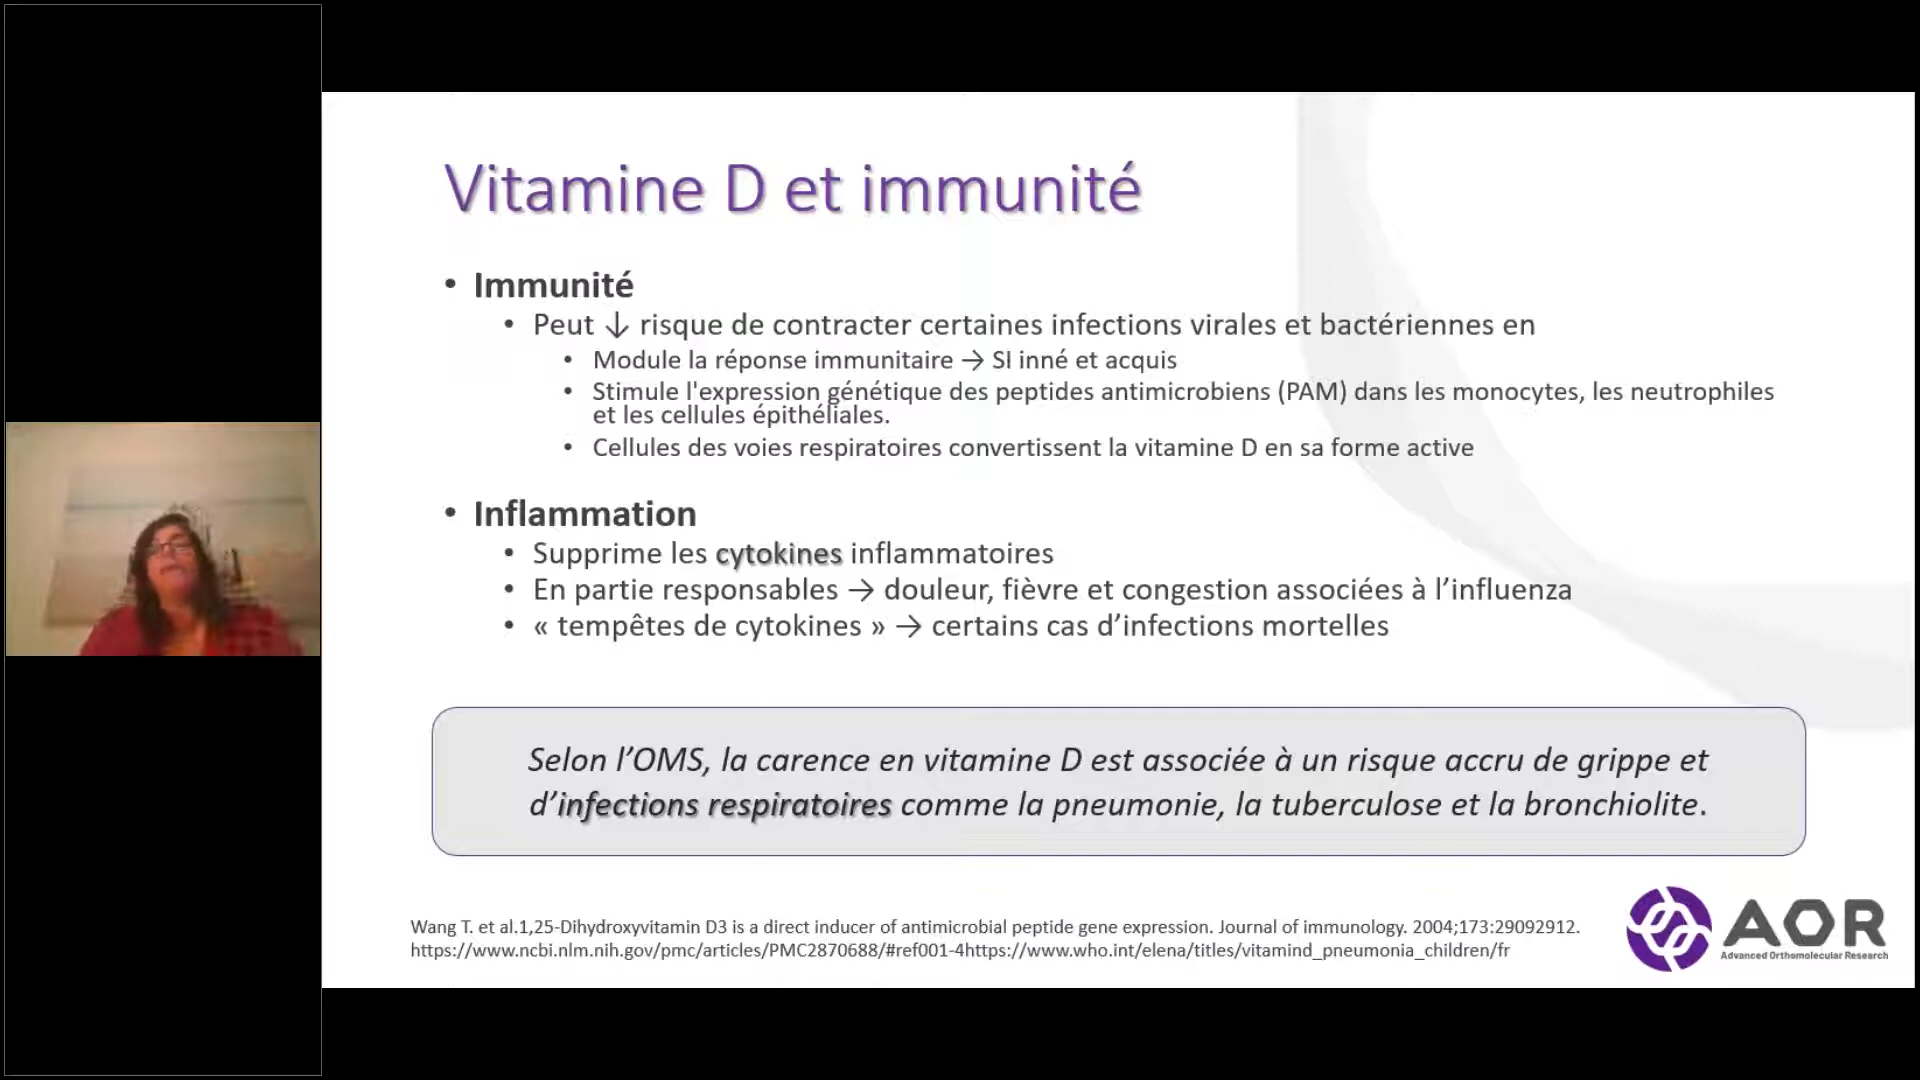 Vitamine D et immunité
• Immunité
• Peut ↓ risque de contracter certaines infections virales et bactériennes en
• Module la réponse immunitaire → SI inné et acquis
• Stimule l'expression génétique des peptides antimicrobiens (PAM) dans les monocytes, les neutrophiles
et les cellules épithéliales.
• Cellules des voies respiratoires convertissent la vitamine D en sa forme active
• Inflammation
• Supprime les cytokines inflammatoires
• En partie responsables → douleur, fièvre et congestion associées à l’influenza
• « tempêtes de cytokines » → certains cas d’infections mortelles
Selon l’OMS, la carence en vitamine D est associée à un risque accru de grippe et
d’infections respiratoires comme la pneumonie, la tuberculose et la bronchiolite.
Wang T. et al.1,25-Dihydroxyvitamin D3 is a direct inducer of antimicrobial peptide gene expression. Journal of immunology. 2004;173:29092912.
https://www.ncbi.nlm.nih.gov/pmc/articles/PMC2870688/#ref001-4https://www.who.int/elena/titles/vitamind_pneumonia_children/fr
AOR
Advanced Orthomolecular Research